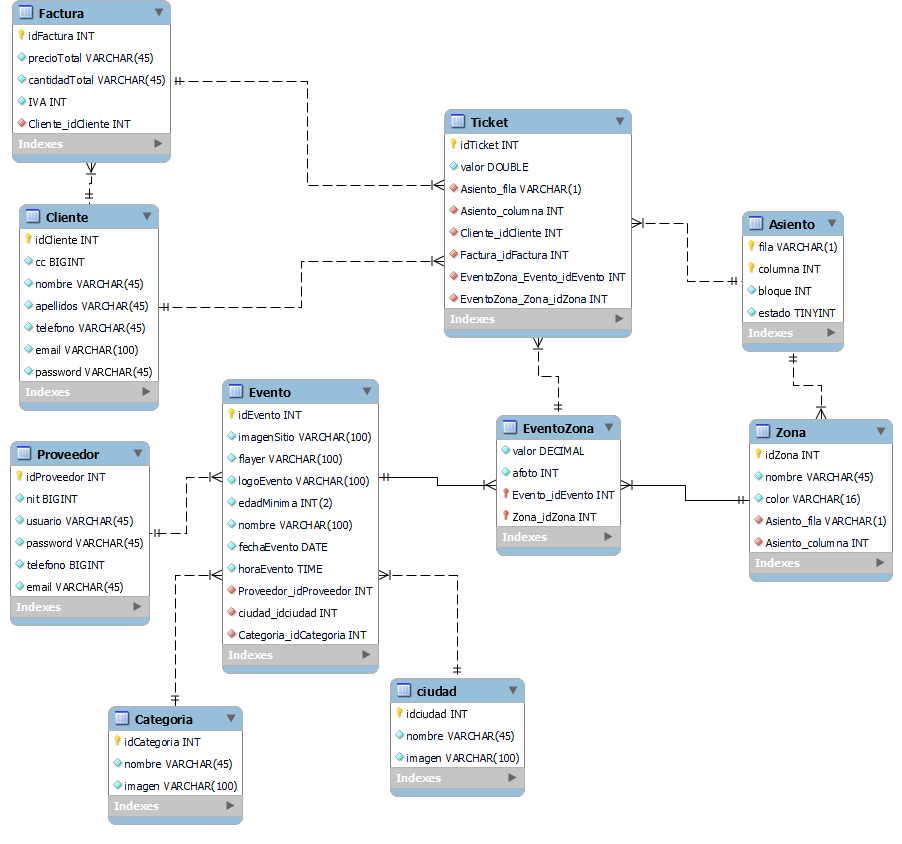 Factura
idFactura INT
precioTotal VARCHAR(45)
cantidadTotal VARCHAR(45)
IVA INT
Cliente_idCliente INT
Indexes
Cliente
idCliente INT
cc BIGINT
nombre VARCHAR(45)
apellidos VARCHAR(45)
telefono VARCHAR(45)
email VARCHAR(100)
password VARCHAR(45)
Indexes
Ticket
idTicket INT
valor DOUBLE
Asiento_fila VARCHAR(1)
Asiento_columna INT
Cliente_idCliente INT
Factura_idFactura INT
EventoZona_Evento_idEvento INT
EventoZona_Zona_idZona INT
Indexes
Asiento
fila VARCHAR(1)
columna INT
bloque INT
estado TINYINT
Indexes
Proveedor
idProveedor INT
nit BIGINT
usuario VARCHAR(45)
password VARCHAR(45)
telefono BIGINT
email VARCHAR(45)
Indexes
Evento
idEvento INT
imagenSitio VARCHAR(100)
flayer VARCHAR(100)
logoEvento VARCHAR(100)
edadMinima INT(2)
nombre VARCHAR(100)
fechaEvento DATE
horaEvento TIME
Proveedor_idProveedor INT
ciudad_idciudad INT
Categoria_idCategoria INT
Indexes
EventoZona
valor DECIMAL
afoto INT
Evento_idEvento INT
Zona_idZona INT
Indexes
Zona
idZona INT
nombre VARCHAR(45)
color VARCHAR(16)
Asiento_fila VARCHAR(1)
Asiento_columna INT
Indexes
Categoria
idCategoria INT
nombre VARCHAR(45)
imagen VARCHAR(100)
Indexes
ciudad
idciudad INT
nombre VARCHAR(45)
imagen VARCHAR(100)
Indexes